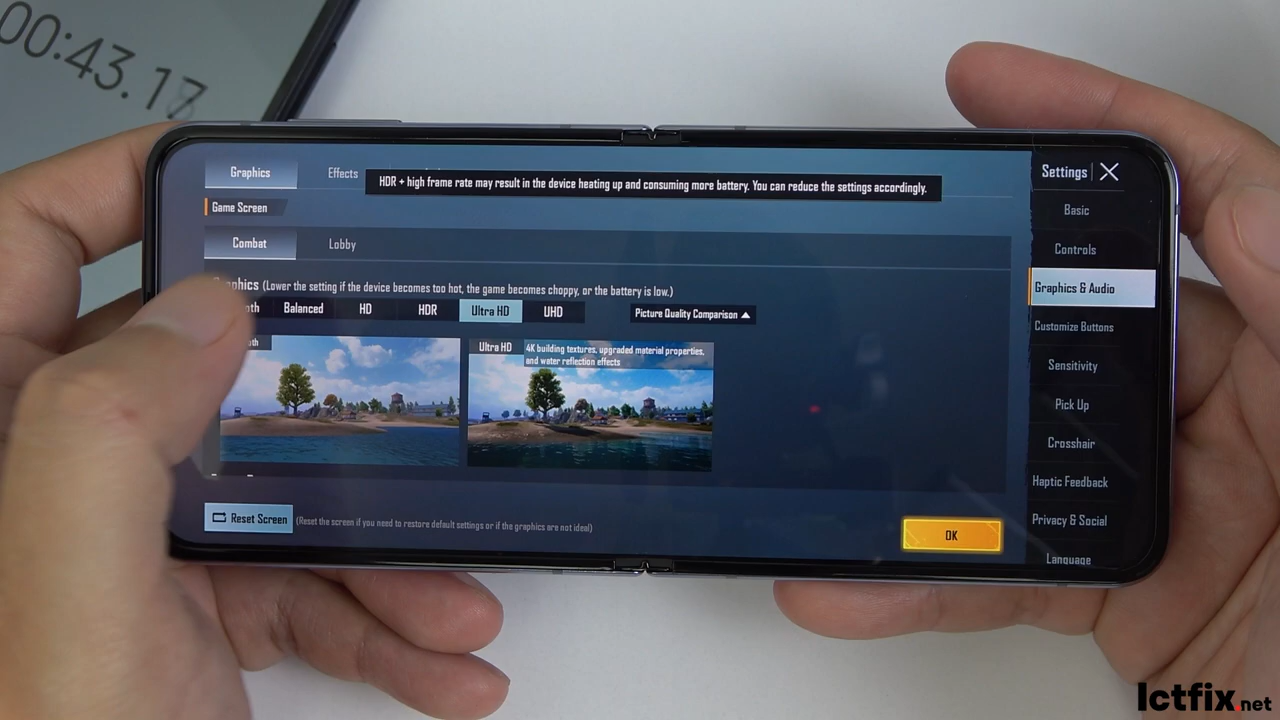 00:43.17
Graphics
Effects
HDR + high frame rate may result in the device heating up and consuming more battery. You can reduce the settings accordingly.
Settings
Game Screen
Combat
Lobby
(Lower the setting if the device becomes too hot, the game becomes choppy, or the battery is low.)
Balanced
HD
HDR
Ultra HD
UHD
Picture Quality Comparison
Ultra HD
4K building textures, upgraded material properties,
and water reflection effects
Reset Screen
(Reset the screen if you need to restore default settings or if the graphics are not ideal)
OK
Basic
Controls
Graphics & Audio
Customize Buttons
Sensitivity
Pick Up
Crosshair
Haptic Feedback
Privacy & Social
Language
Ictfix.net